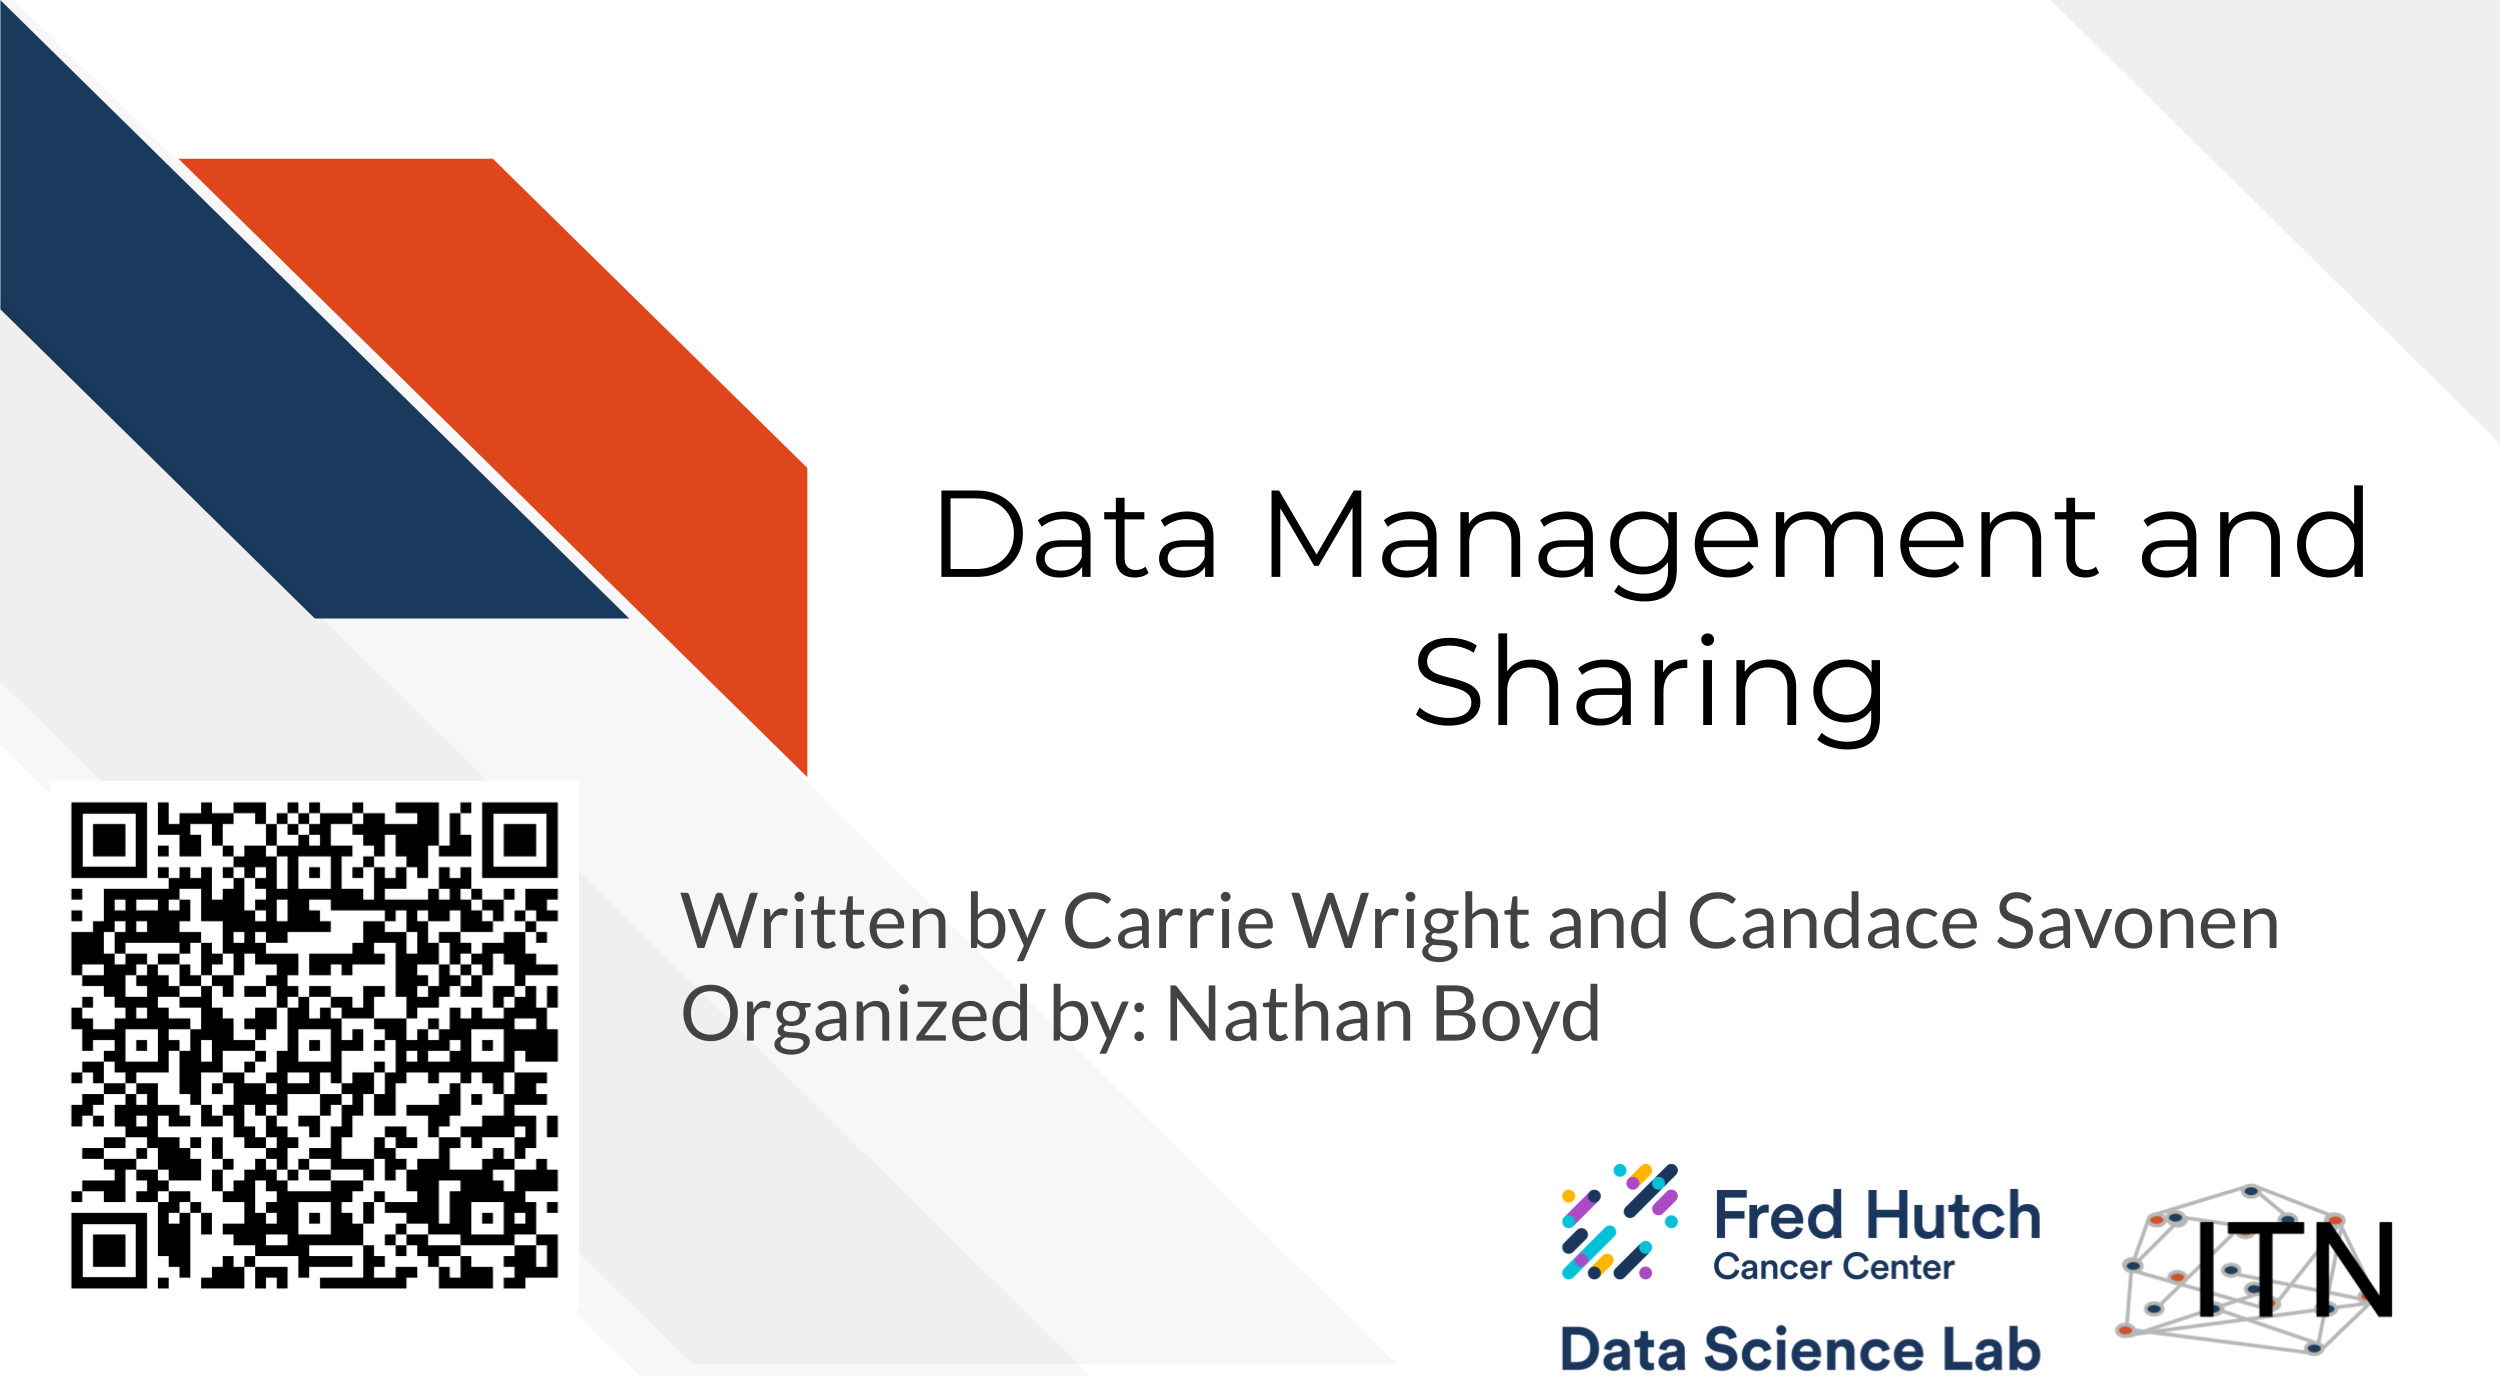 Data Management and
Sharing
Written by Carrie Wright and Candace Savonen
Organized by: Nathan Boyd
Fred Hutch
Cancer Center
Data Science Lab
ITN